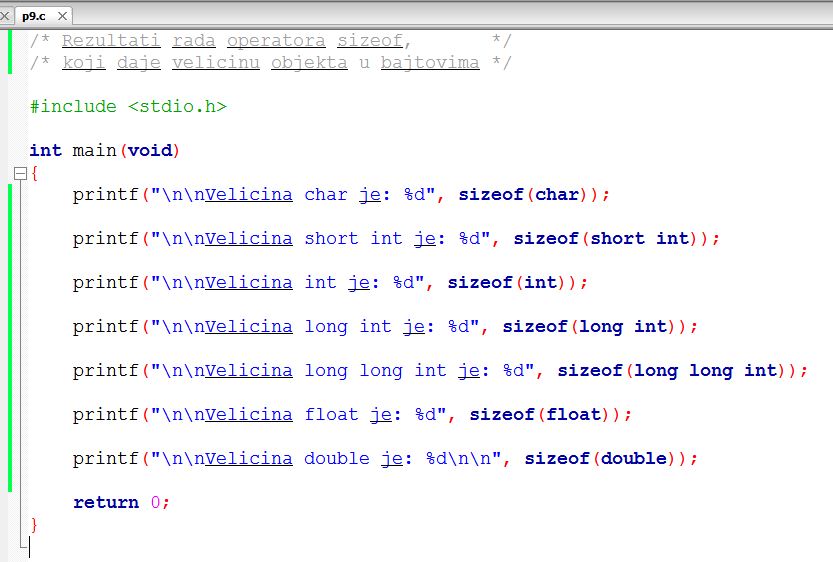 p9.c
/* Rezultati rada operatora sizeof,       */
/* koji daje velicinu objekta u bajtovima */
#include <stdio.h>
int main(void)
{
    printf("\n\nVelicina char je: %d", sizeof(char));
    printf("\n\nVelicina short int je: %d", sizeof(short int));
    printf("\n\nVelicina int je: %d", sizeof(int));
    printf("\n\nVelicina long int je: %d", sizeof(long int));
    printf("\n\nVelicina long long int je: %d", sizeof(long long int));
    printf("\n\nVelicina float je: %d", sizeof(float));
    printf("\n\nVelicina double je: %d\n\n", sizeof(double));
    return 0;
}